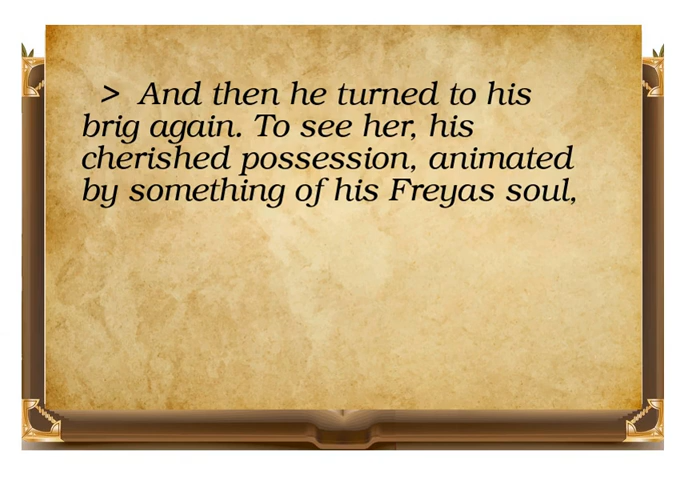 > And then he turned to his
brig again. To see her, his
cherished possession, animated
by something of his Freyas soul,